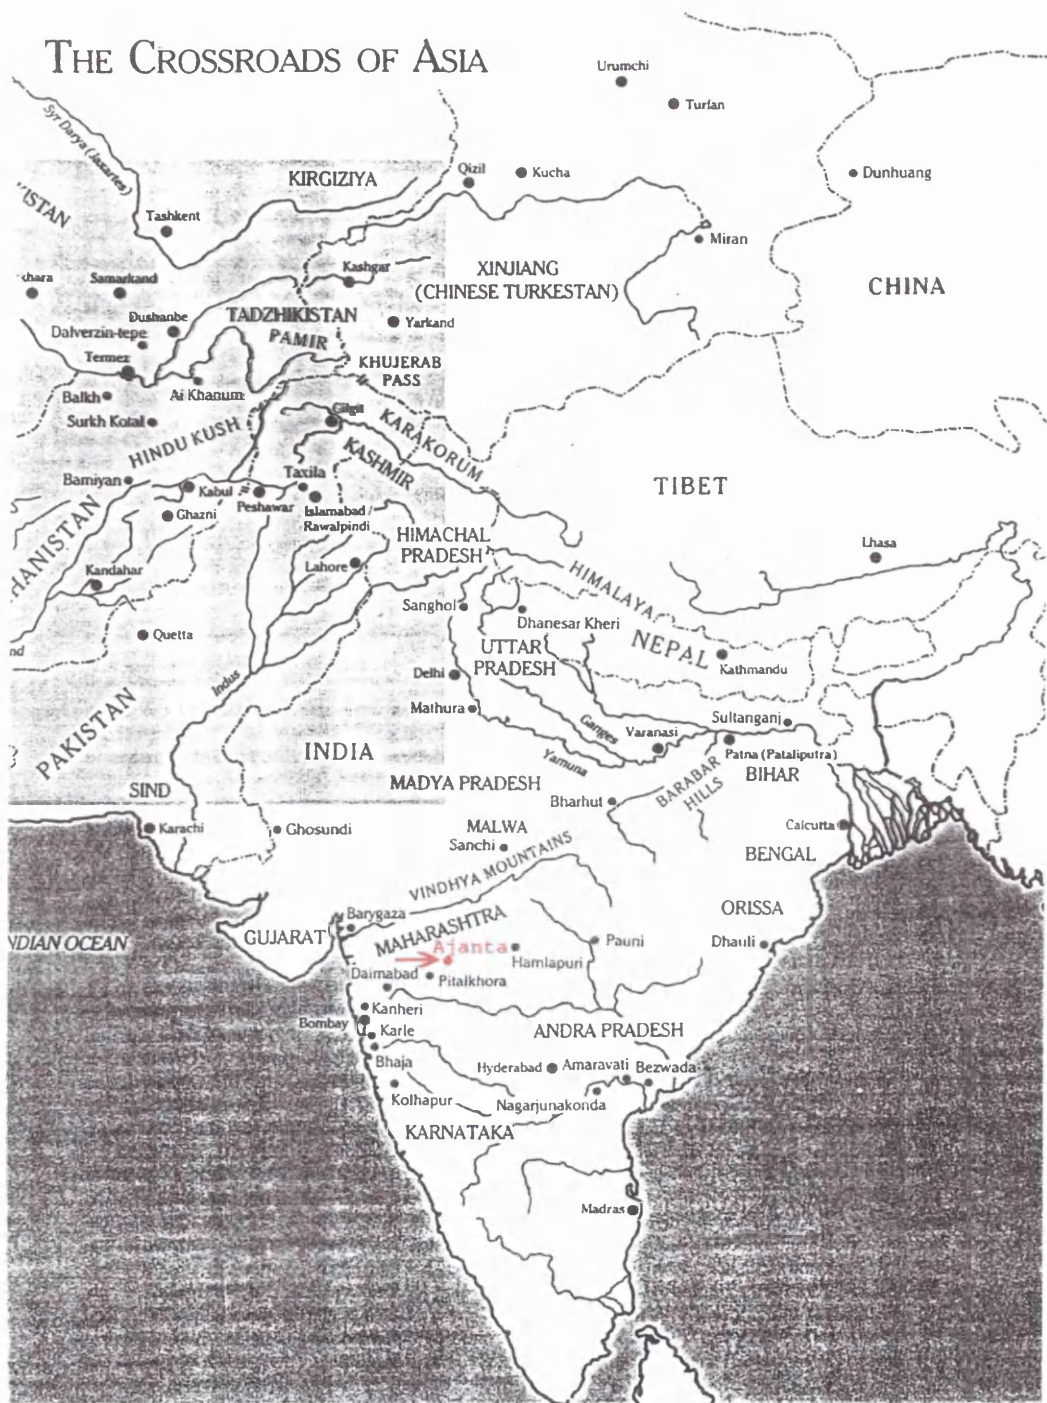 THE CROSSROADS OF ASIA
Urumchi
Turfan
Syr Darya (Jaxartes)
KIRGIZIYA
Qizil
Kucha
Dunhuang
Tashkent
Miran
Kashgar
XINJIANG
(CHINESE TURKESTAN)
CHINA
Samarkand
Dushanbe
TADZHIKISTAN
Yarkand
Dalverzin-tepe
PAMIR
Termez
KHUJERAB
PASS
Balkh
Ai Khanum
Surkh Kotal
Gilgit
HINDU KUSH
KARAKORUM
KASHMIR
Bamiyan
Taxila
TIBET
Kabul
Peshawar
Islamabad /
Rawalpindi
Ghazni
HIMACHAL
PRADESH
Lhasa
HANISTAN
Kandahar
Lahore
HIMALAYA
Sanghol
Dhanesar Kheri
Quetta
NEPAL
UTTAR
PRADESH
Kathmandu
Indus
Delhi
PAKISTAN
Mathura
Ganges
Sultanganj
Varanasi
INDIA
Yamuna
Patna (Pataliputra)
BIHAR
MADYA PRADESH
SIND
Bharhut
BARABAR
HILLS
Karachi
Ghosundi
MALWA
Sanchi
Calcutta
BENGAL
VINDHYA MOUNTAINS
Barygaza
MAHARASHTRA
ORISSA
NDIAN OCEAN
GUJARAT
Ajanta
Pauni
Dhauli
Hamlapuri
Daimabad
Pitalkhora
Kanheri
Bombay
Karle
ANDRA PRADESH
Bhaja
Hyderabad
Amaravati
Bezwada
Kolhapur
Nagarjunakonda
KARNATAKA
Madras